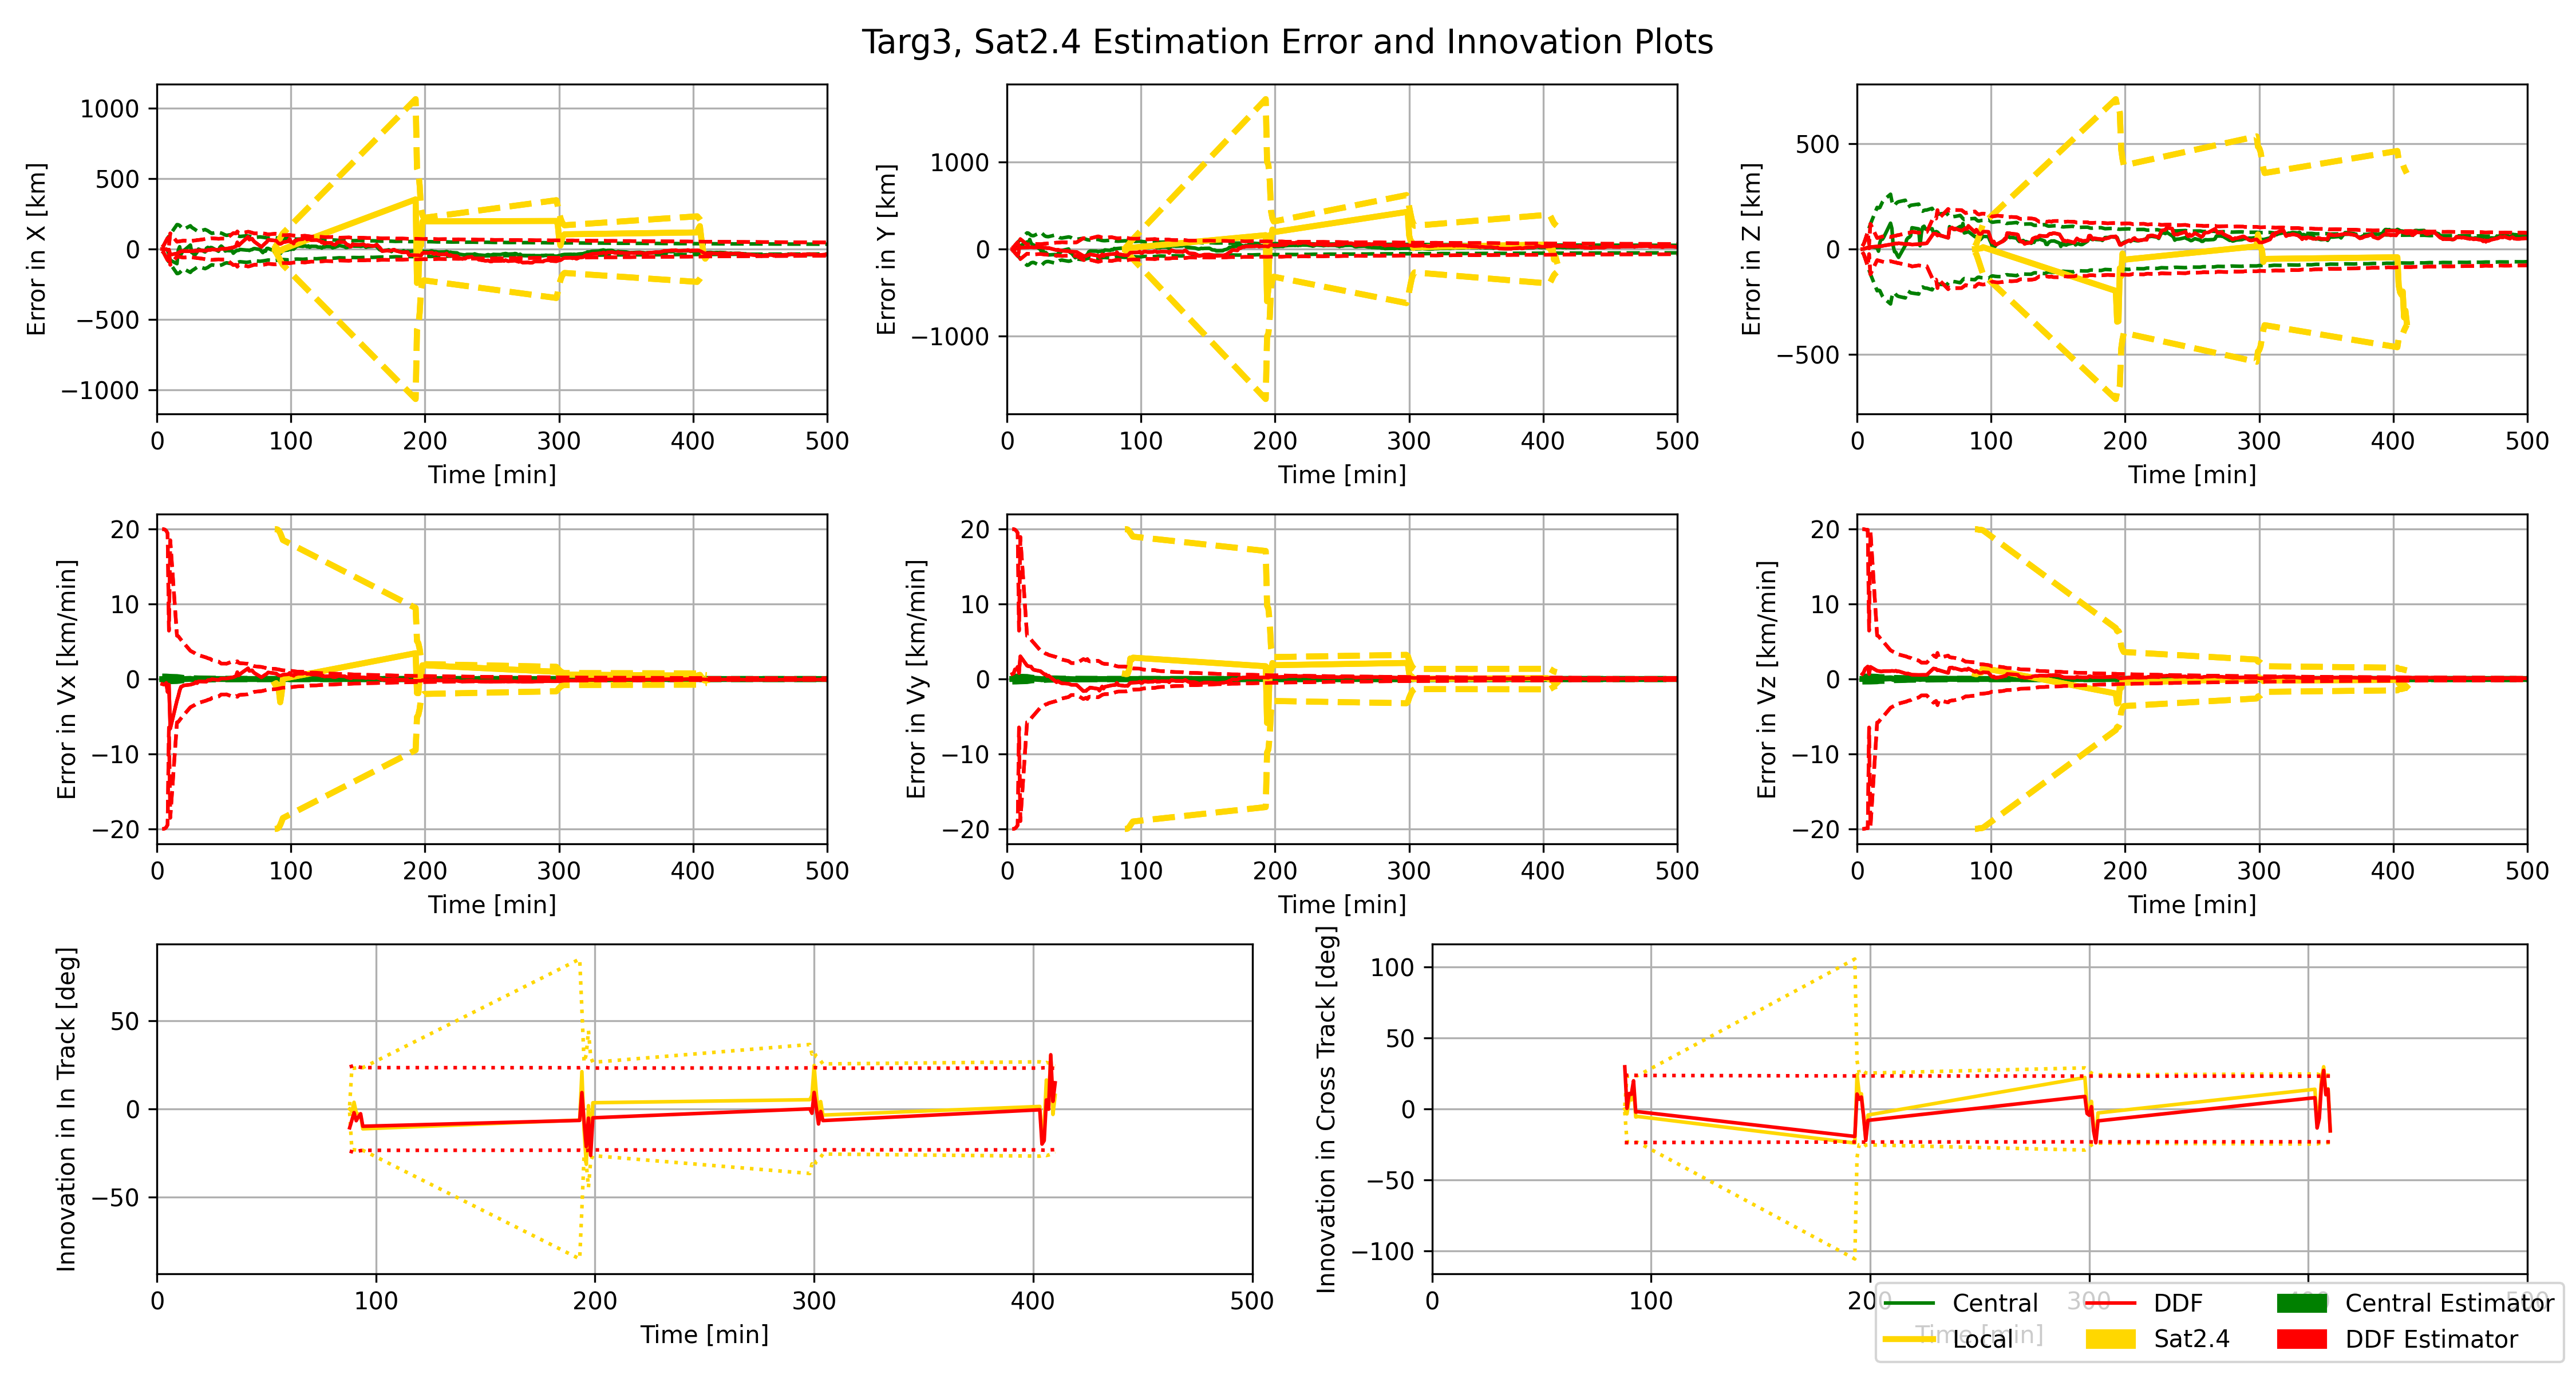 Targ3, Sat2.4 Estimation Error and Innovation Plots
Error in X [km]
1000
500
0
−500
−1000
0 100 200 300 400 500
Time [min]
Error in Y [km]
1000
0
−1000
0 100 200 300 400 500
Time [min]
Error in Z [km]
500
0
−500
0 100 200 300 400 500
Time [min]
Error in Vx [km/min]
20
10
0
−10
−20
0 100 200 300 400 500
Time [min]
Error in Vy [km/min]
20
10
0
−10
−20
0 100 200 300 400 500
Time [min]
Error in Vz [km/min]
20
10
0
−10
−20
0 100 200 300 400 500
Time [min]
Innovation in In Track [deg]
50
0
−50
0 100 200 300 400 500
Time [min]
Innovation in Cross Track [deg]
100
50
0
−50
−100
0 100 200 300 400 500
Time [min]
Central DDF Central Estimator
Local Sat2.4 DDF Estimator